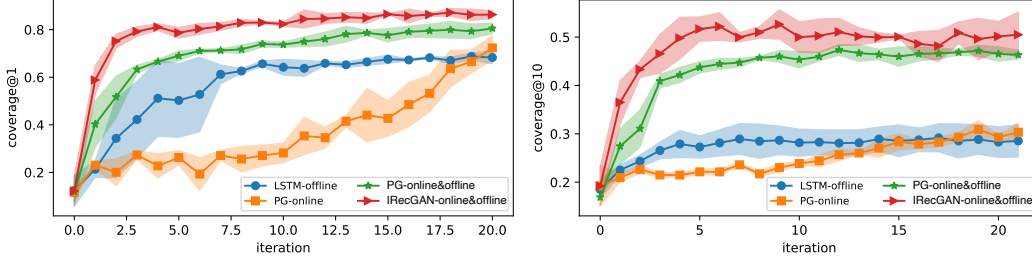 coverage@1
0.8
0.6
0.4
0.2
0.0 2.5 5.0 7.5 10.0 12.5 15.0 17.5 20.0
iteration
LSTM-offline
PG-online
PG-online&offline
IRecGAN-online&offline
coverage@10
0.5
0.4
0.3
0.2
0 5 10 15 20
iteration
LSTM-offline
PG-online
PG-online&offline
IRecGAN-online&offline